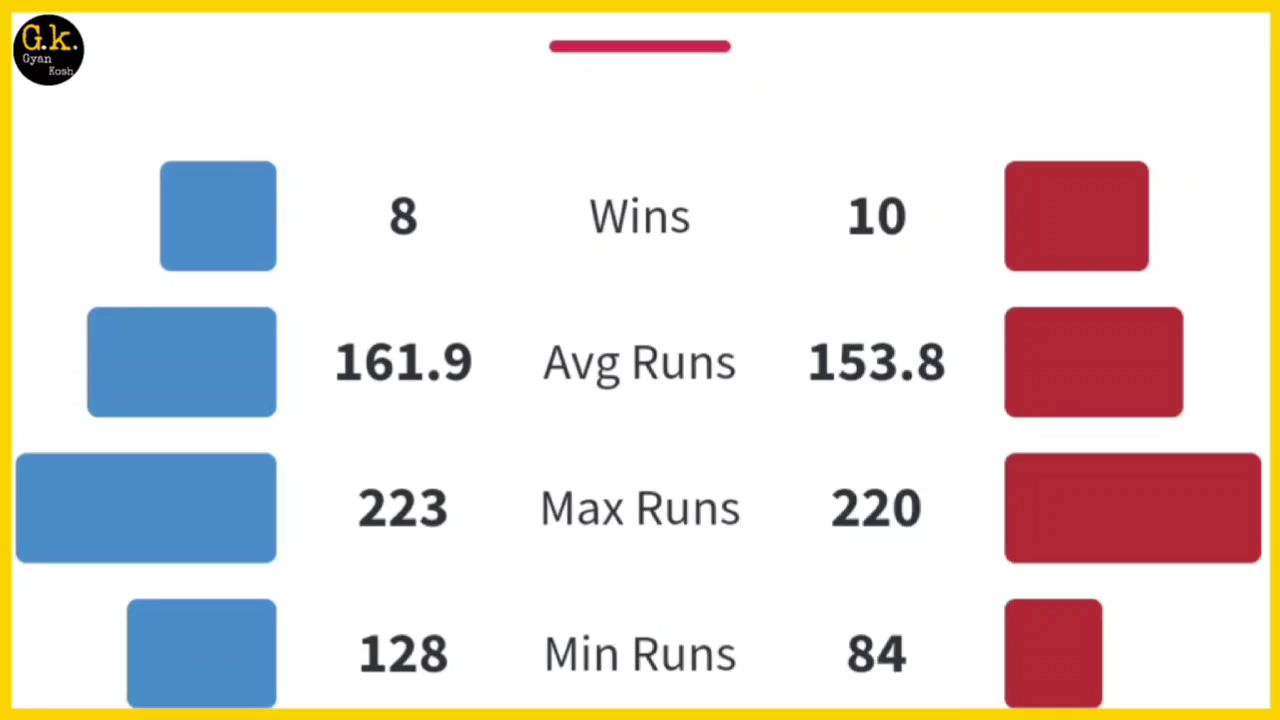 G.k.
Gyan
Kosh
8 Wins 10
161.9 Avg Runs 153.8
223 Max Runs 220
128 Min Runs 84